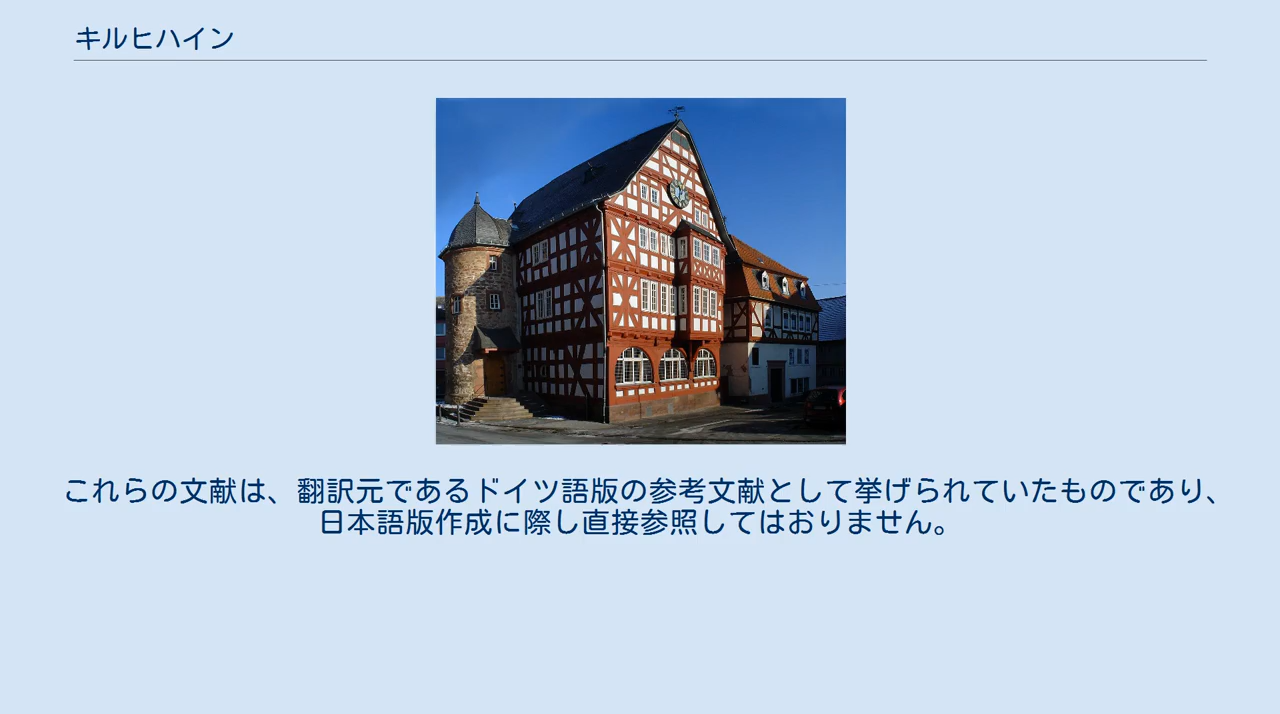 キルヒハイン
これらの文献は、翻訳元であるドイツ語版の参考文献として挙げられていたものであり、
日本語版作成に際し直接参照してはおりません。